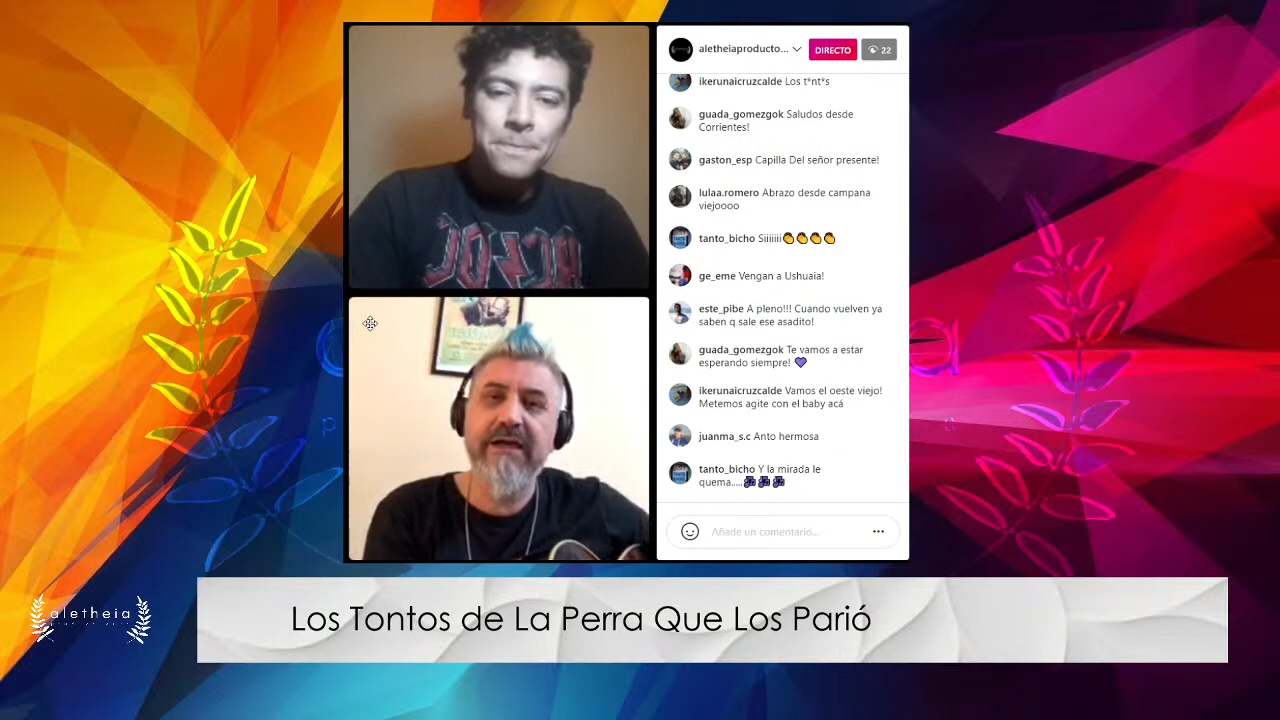 aletheiaproducto...
DIRECTO
22
ikerunaicruzcalde Los t*nt*s
guada_gomezgok Saludos desde
Corrientes!
gaston_esp Capilla Del señor presente!
lulaa.romero Abrazo desde campana
viejoooo
tanto_bicho Siiiiiii👏👏👏👏
ge_eme Vengan a Ushuaia!
este_pibe A pleno!!! Cuando vuelven ya
saben q sale ese asadito!
guada_gomezgok Te vamos a estar
esperando siempre! 💜
ikerunaicruzcalde Vamos el oeste viejo!
Metemos agite con el baby acá
juanma_s.c Anto hermosa
tanto_bicho Y la mirada le
quema.....🎆🎆🎆
Añade un comentario...
aletheia
Los Tontos de La Perra Que Los Parió